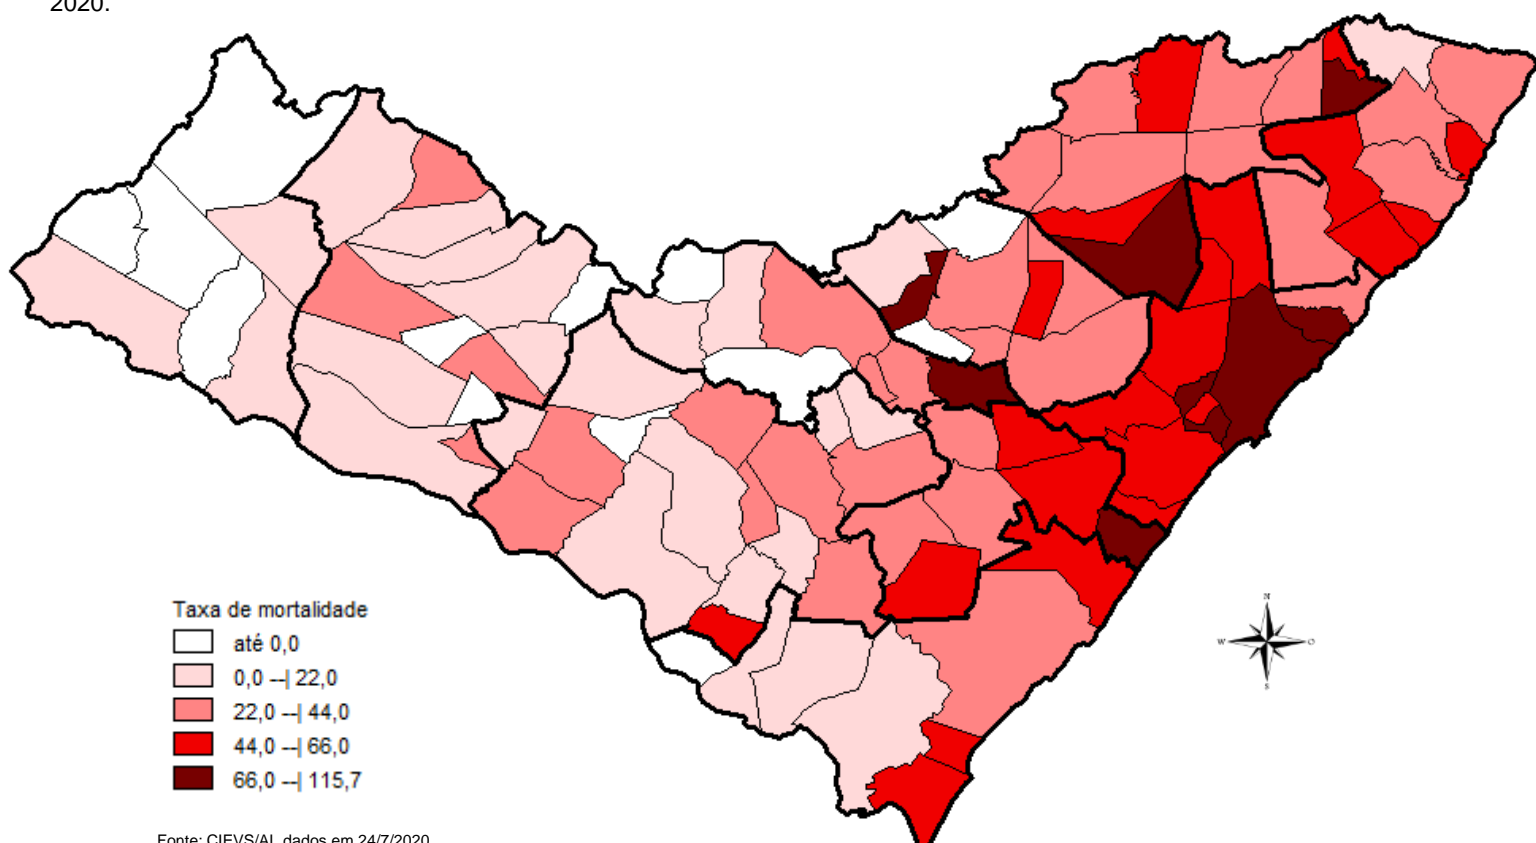 2020.
N
W
O
S
Taxa de mortalidade
até 0,0
0,0 --| 22,0
22,0 --| 44,0
44,0 --| 66,0
66,0 --| 115,7
Fonte: CIEVS/AL, dados em 24/7/2020